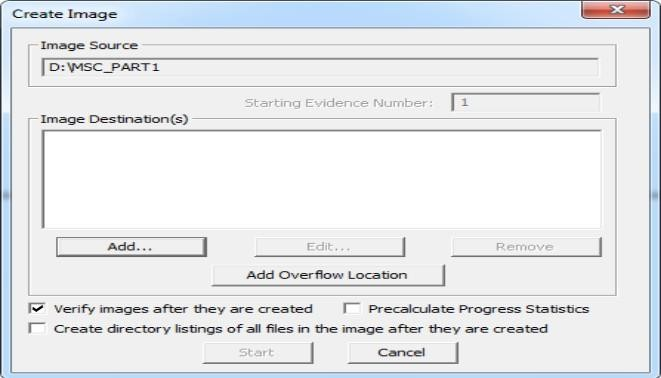 Create Image
Image Source
D:\MSC_PART1
Starting Evidence Number: 1
Image Destination(s)
Add... Edit... Remove
Add Overflow Location
Verify images after they are created Precalculate Progress Statistics
Create directory listings of all files in the image after they are created
Start Cancel